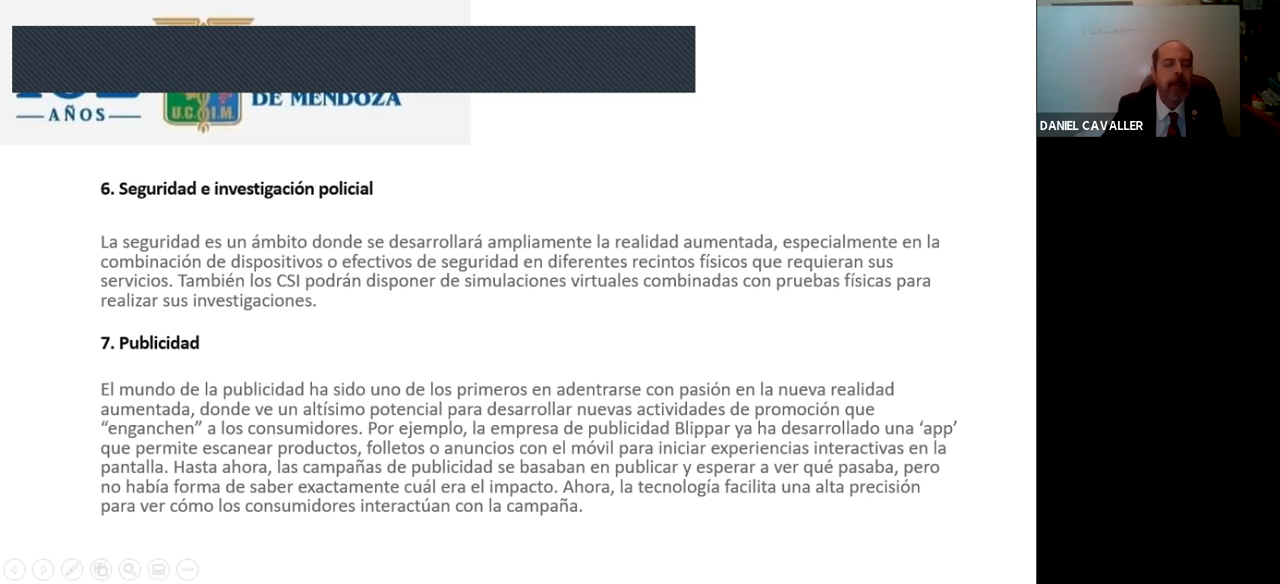 AÑOS
U.C.I.M.
DE MENDOZA
DANIEL CAVALLER
6. Seguridad e investigación policial
La seguridad es un ámbito donde se desarrollará ampliamente la realidad aumentada, especialmente en la
combinación de dispositivos o efectivos de seguridad en diferentes recintos físicos que requieran sus
servicios. También los CSI podrán disponer de simulaciones virtuales combinadas con pruebas físicas para
realizar sus investigaciones.
7. Publicidad
El mundo de la publicidad ha sido uno de los primeros en adentrarse con pasión en la nueva realidad
aumentada, donde ve un altísimo potencial para desarrollar nuevas actividades de promoción que
“enganchen” a los consumidores. Por ejemplo, la empresa de publicidad Blippar ya ha desarrollado una ‘app’
que permite escanear productos, folletos o anuncios con el móvil para iniciar experiencias interactivas en la
pantalla. Hasta ahora, las campañas de publicidad se basaban en publicar y esperar a ver qué pasaba, pero
no había forma de saber exactamente cuál era el impacto. Ahora, la tecnología facilita una alta precisión
para ver cómo los consumidores interactúan con la campaña.